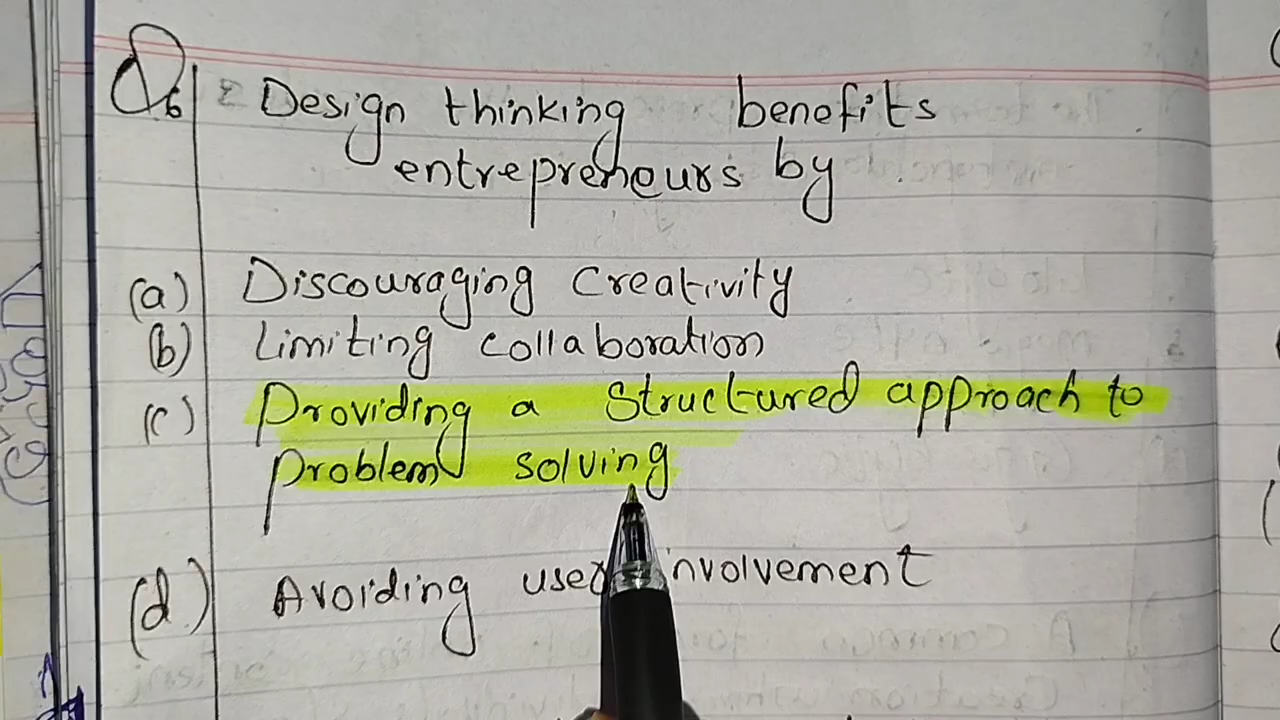 Q6 Design thinking benefits
entrepreneurs by
(a) Discouraging Creativity
(b) Limiting collaboration
(c) Providing a Structured approach to
problem solving
(d) Avoiding user involvement